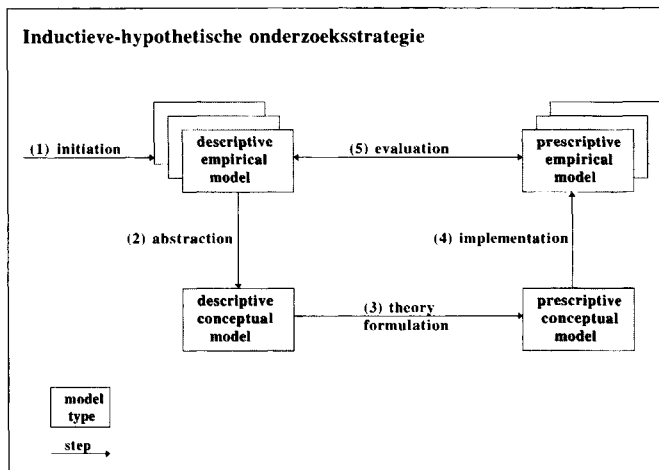 Inductieve-hypothetische onderzoeksstrategie
(1) initiation
descriptive
empirical
model
(5) evaluation
prescriptive
empirical
model
(2) abstraction
(4) implementation
descriptive
conceptual
model
(3) theory
formulation
prescriptive
conceptual
model
model
type
step